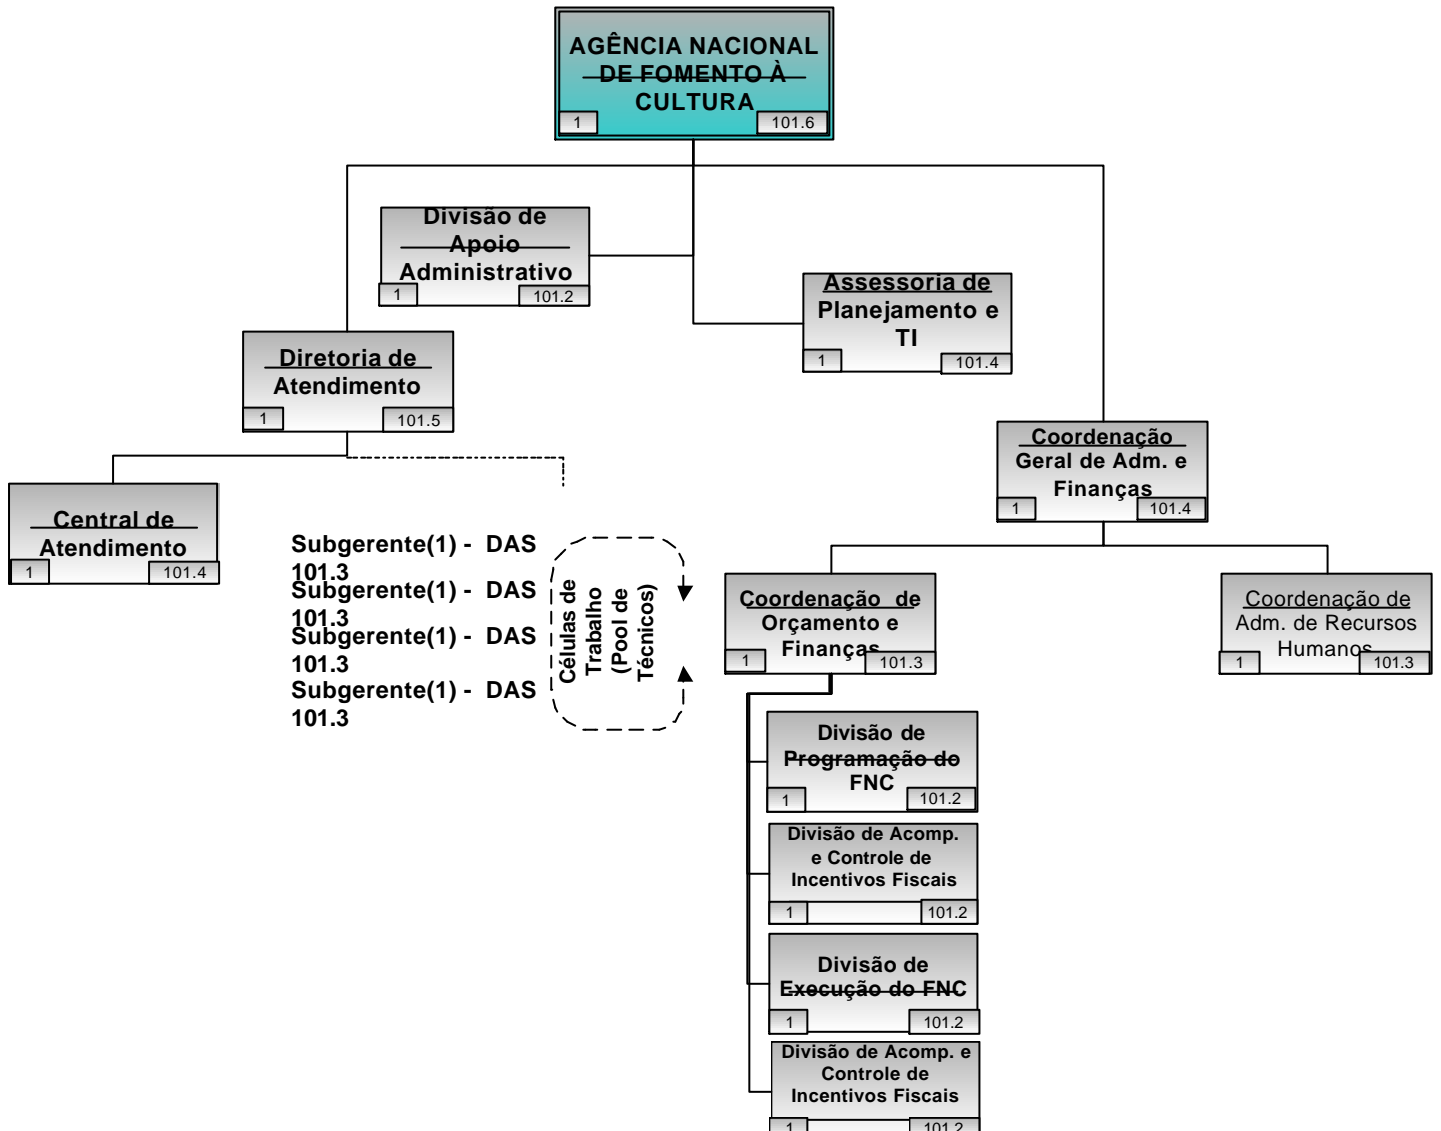 AGÊNCIA NACIONAL
DE FOMENTO À
CULTURA
1
101.6
Divisão de
Apoio
Administrativo
1
101.2
Assessoria de
Planejamento e
TI
1
101.4
Diretoria de
Atendimento
1
101.5
Coordenação
Geral de Adm. e
Finanças
1
101.4
Central de
Atendimento
1
101.4
Subgerente(1) - DAS
101.3
Subgerente(1) - DAS
101.3
Subgerente(1) - DAS
101.3
Subgerente(1) - DAS
101.3
Células de
Trabalho
(Pool de
Técnicos)
Coordenação de
Orçamento e
Finanças
1
101.3
Coordenação de
Adm. de Recursos
Humanos
1
101.3
Divisão de
Programação do
FNC
1
101.2
Divisão de Acomp.
e Controle de
Incentivos Fiscais
1
101.2
Divisão de
Execução do FNC
1
101.2
Divisão de Acomp. e
Controle de
Incentivos Fiscais
1
101.2